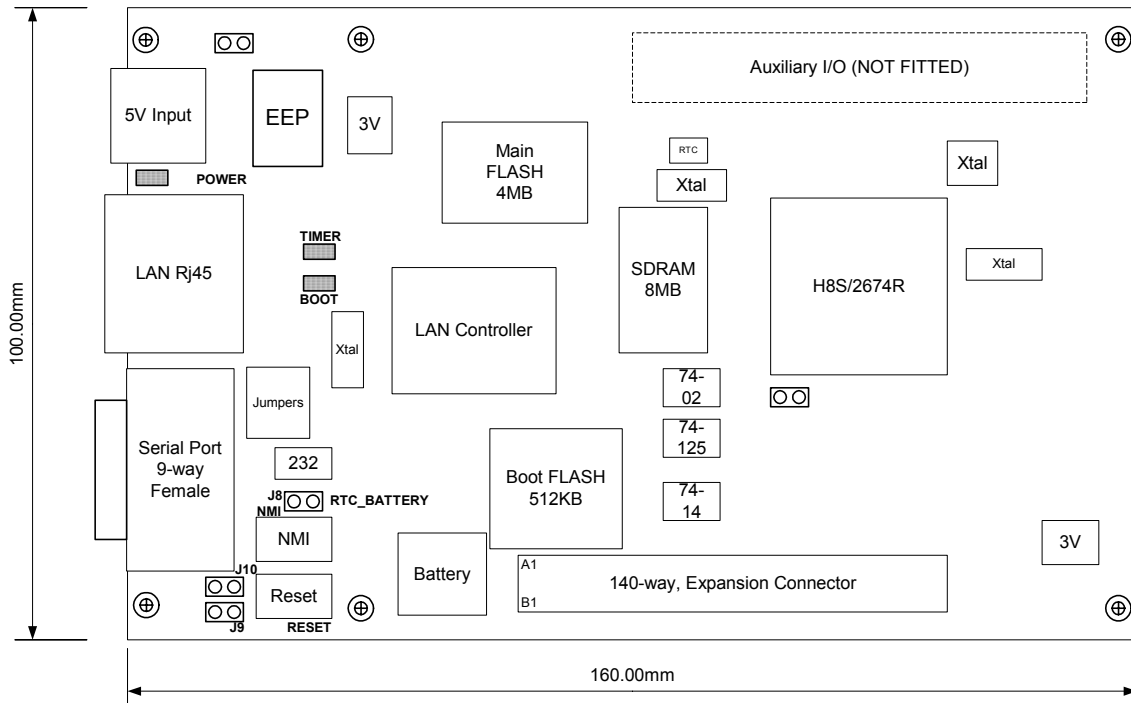 Auxiliary I/O (NOT FITTED)
5V Input
EEP
3V
Main
FLASH
4MB
RTC
Xtal
Xtal
POWER
LAN Rj45
TIMER
BOOT
SDRAM
8MB
H8S/2674R
Xtal
LAN Controller
Xtal
100.00mm
Jumpers
74-
02
74-
125
74-
14
Serial Port
9-way
Female
232
J8
RTC_BATTERY
NMI
NMI
Boot FLASH
512KB
3V
J10
Reset
J9
RESET
Battery
A1
B1
140-way, Expansion Connector
160.00mm